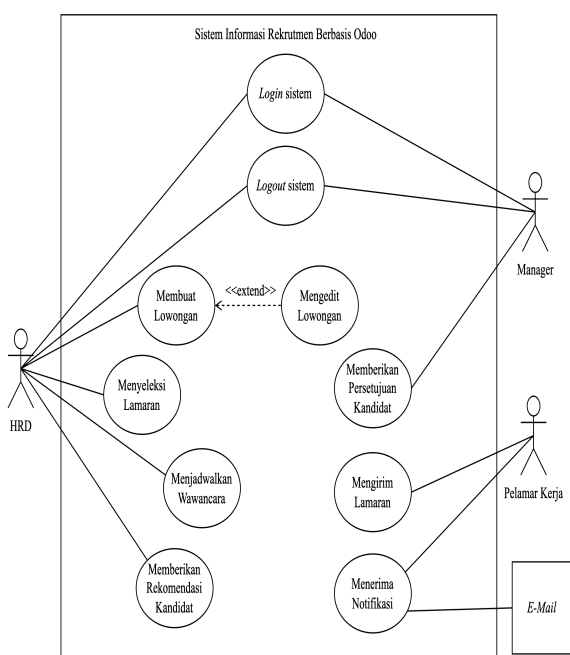 Sistem Informasi Rekrutmen Berbasis Odoo
Login sistem
Logout sistem
Manager
<<extend>>
Membuat
Lowongan
Mengedit
Lowongan
HRD
Menyeleksi
Lamaran
Memberikan
Persetujuan
Kandidat
Menjadwalkan
Wawancara
Mengirim
Lamaran
Pelamar Kerja
Memberikan
Rekomendasi
Kandidat
Menerima
Notifikasi
E-Mail